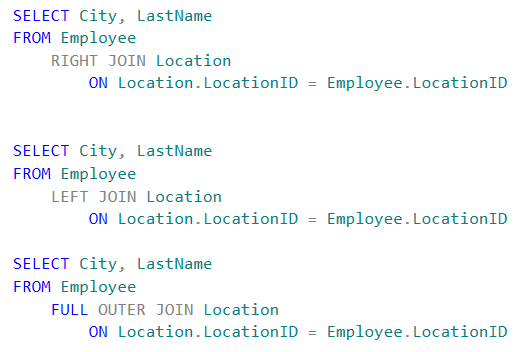 SELECT City, LastName
FROM Employee
    RIGHT JOIN Location
        ON Location.LocationID = Employee.LocationID
SELECT City, LastName
FROM Employee
    LEFT JOIN Location
        ON Location.LocationID = Employee.LocationID
SELECT City, LastName
FROM Employee
    FULL OUTER JOIN Location
        ON Location.LocationID = Employee.LocationID